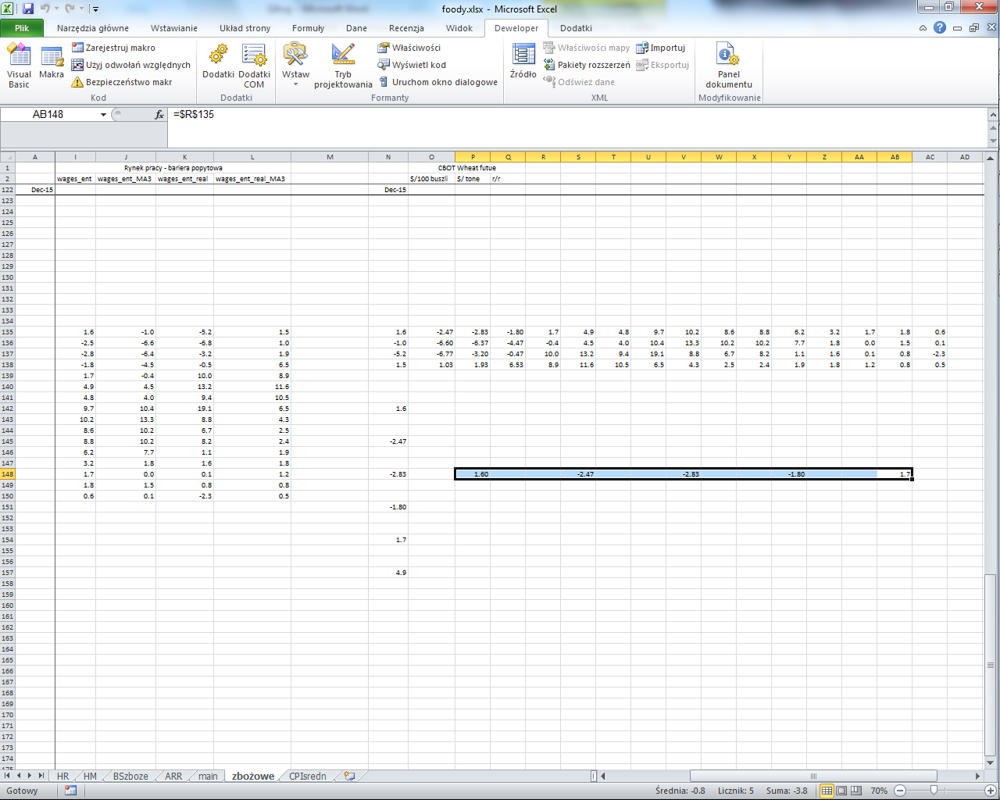 foody.xlsx - Microsoft Excel
Plik Narzędzia główne Wstawianie Układ strony Formuły Dane Recenzja Widok Deweloper Dodatki
Visual Basic
Makra
Zarejestruj makro
Użyj odwołań względnych
Bezpieczeństwo makr
Kod
Dodatki
Dodatki COM
Dodatki
Wstaw
Tryb projektowania
Właściwości
Wyświetl kod
Uruchom okno dialogowe
Formanty
Źródło
Właściwości mapy
Pakiety rozszerzeń
Odśwież dane
Importuj
Eksportuj
XML
Panel dokumentu
Modyfikowanie
AB148 fx =$R$135
A I J K L M N O P Q R S T U V W X Y Z AA AB AC AD
1 Rynek pracy - bariera popytowa CBOT Wheat futue
2 wages_ent wages_ent_MA3 wages_ent_real wages_ent_real_MA3 $/100 buszli $/ tone r/r
122 Dec-15 Dec-15
123
124
125
126
127
128
129
130
131
132
133
134
135 1.6 -1.0 -5.2 1.5 1.6 -2.47 -2.83 -1.80 1.7 4.9 4.8 9.7 10.2 8.6 8.8 6.2 3.2 1.7 1.8 0.6
136 -2.5 -6.6 -6.8 1.0 -1.0 -6.60 -6.37 -4.47 -0.4 4.5 4.0 10.4 13.3 10.2 10.2 7.7 1.8 0.0 1.5 0.1
137 -2.8 -6.4 -3.2 1.9 -5.2 -6.77 -3.20 -0.47 10.0 13.2 9.4 19.1 8.8 6.7 8.2 1.1 1.6 0.1 0.8 -2.3
138 -1.8 -4.5 -0.5 6.5 1.5 1.03 1.93 6.53 8.9 11.6 10.5 6.5 4.3 2.5 2.4 1.9 1.8 1.2 0.8 0.5
139 1.7 -0.4 10.0 8.9
140 4.9 4.5 13.2 11.6
141 4.8 4.0 9.4 10.5
142 9.7 10.4 19.1 6.5 1.6
143 10.2 13.3 8.8 4.3
144 8.6 10.2 6.7 2.5
145 8.8 10.2 8.2 2.4 -2.47
146 6.2 7.7 1.1 1.9
147 3.2 1.8 1.6 1.8
148 1.7 0.0 0.1 1.2 -2.83 1.60 -2.47 -2.83 -1.80 1.7
149 1.8 1.5 0.8 0.8
150 0.6 0.1 -2.3 0.5
151 -1.80
152
153
154 1.7
155
156
157 4.9
158
159
160
161
162
163
164
165
166
167
168
169
170
171
172
173
174
HR HM BSzboze ARR main zbożowe CPIsredn
Gotowy Średnia: -0.8 Licznik: 5 Suma: -3.8 70%